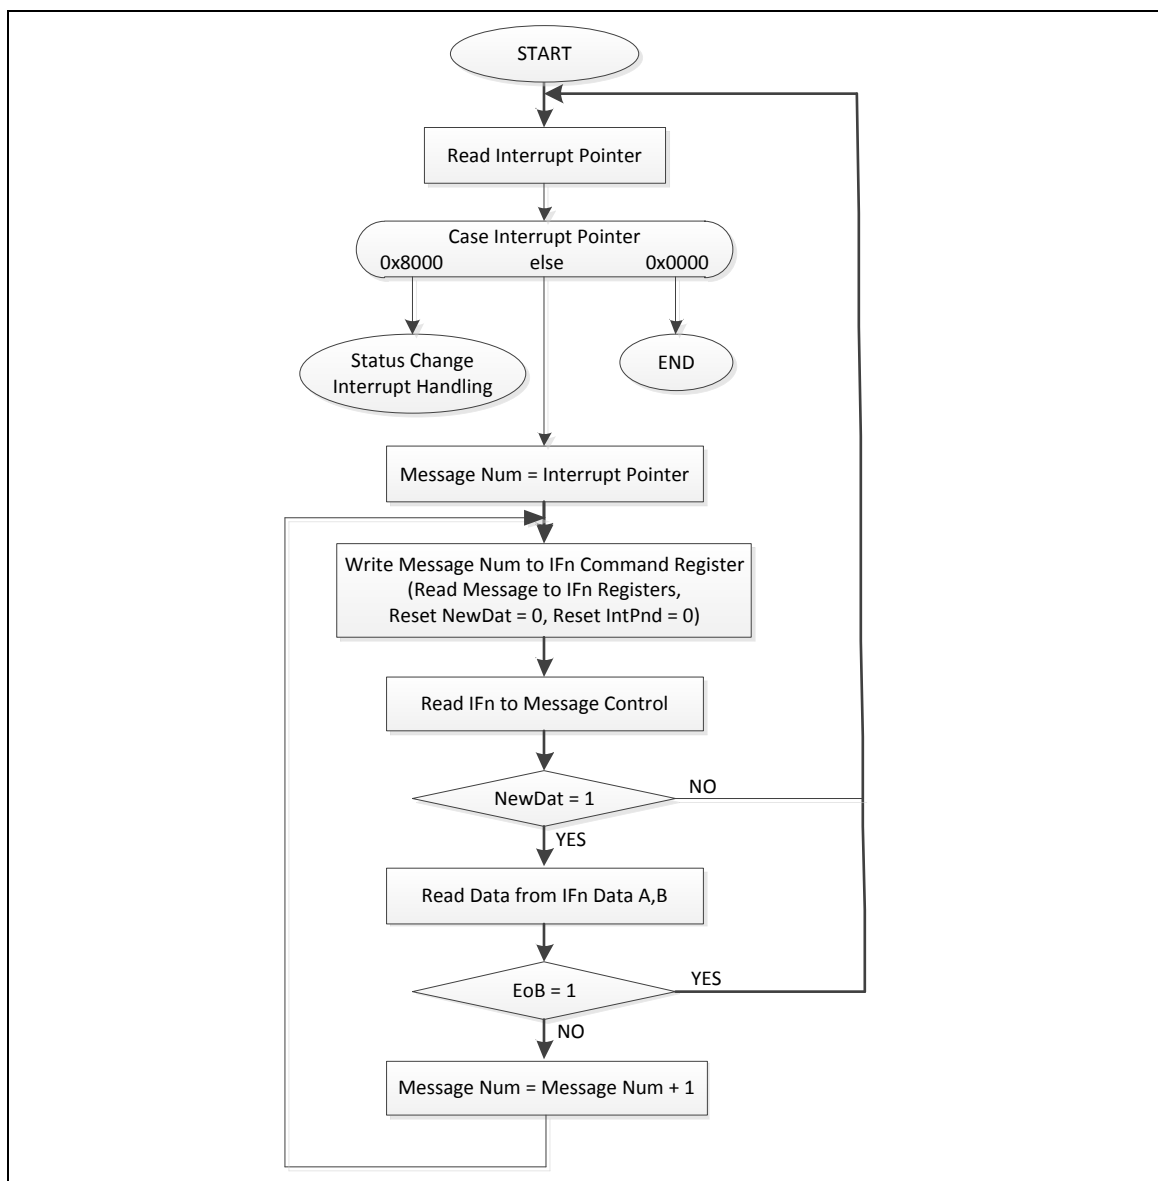 START
Read Interrupt Pointer
Case Interrupt Pointer
0x8000 else 0x0000
Status Change
Interrupt Handling
END
Message Num = Interrupt Pointer
Write Message Num to IFn Command Register
(Read Message to IFn Registers,
Reset NewDat = 0, Reset IntPnd = 0)
Read IFn to Message Control
NewDat = 1
NO
YES
Read Data from IFn Data A,B
EoB = 1
YES
NO
Message Num = Message Num + 1